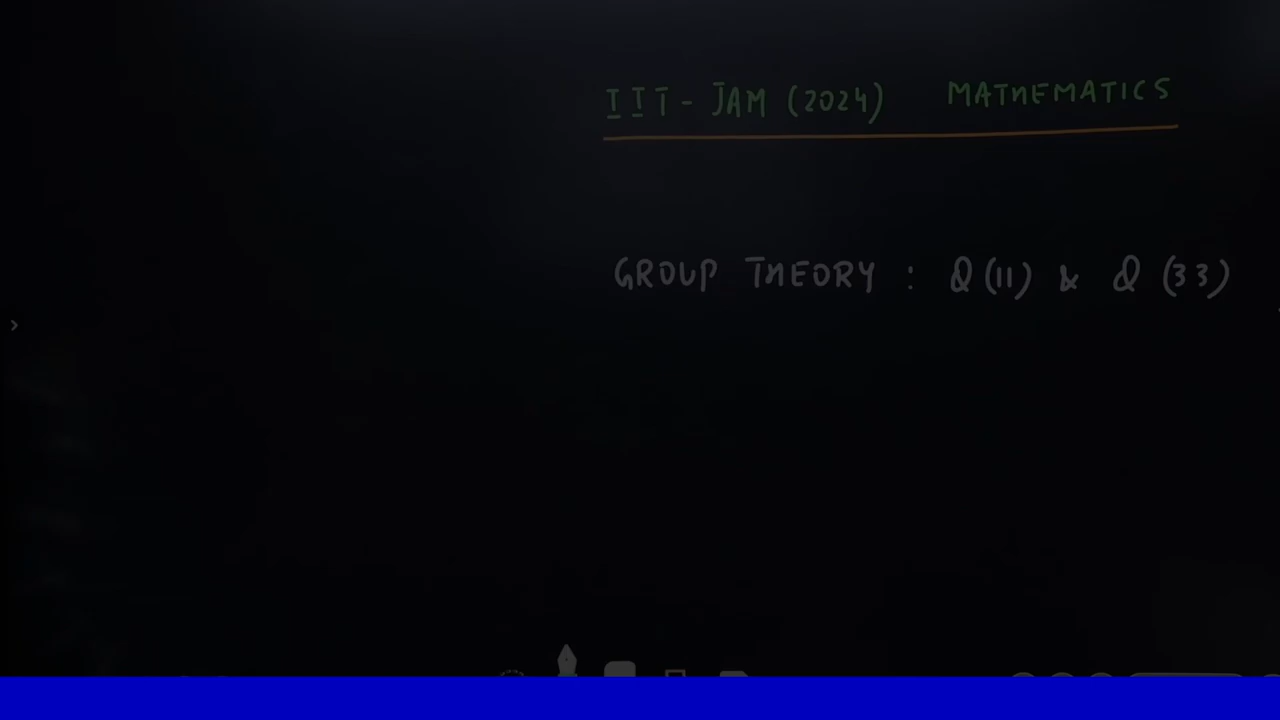 IIT - JAM (2024) MATHEMATICS
GROUP THEORY : Q (11) & Q (33)